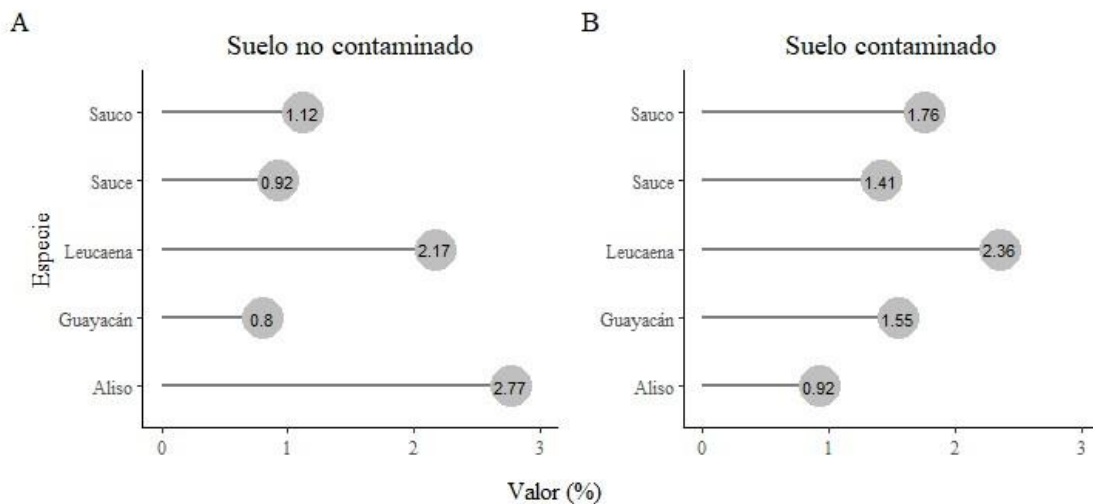 A
Suelo no contaminado
Sauco
1.12
Sauce
0.92
Leucaena
2.17
Guayacán
0.8
Aliso
2.77
0 1 2 3
Especie
B
Suelo contaminado
Sauco
1.76
Sauce
1.41
Leucaena
2.36
Guayacán
1.55
Aliso
0.92
0 1 2 3
Valor (%)